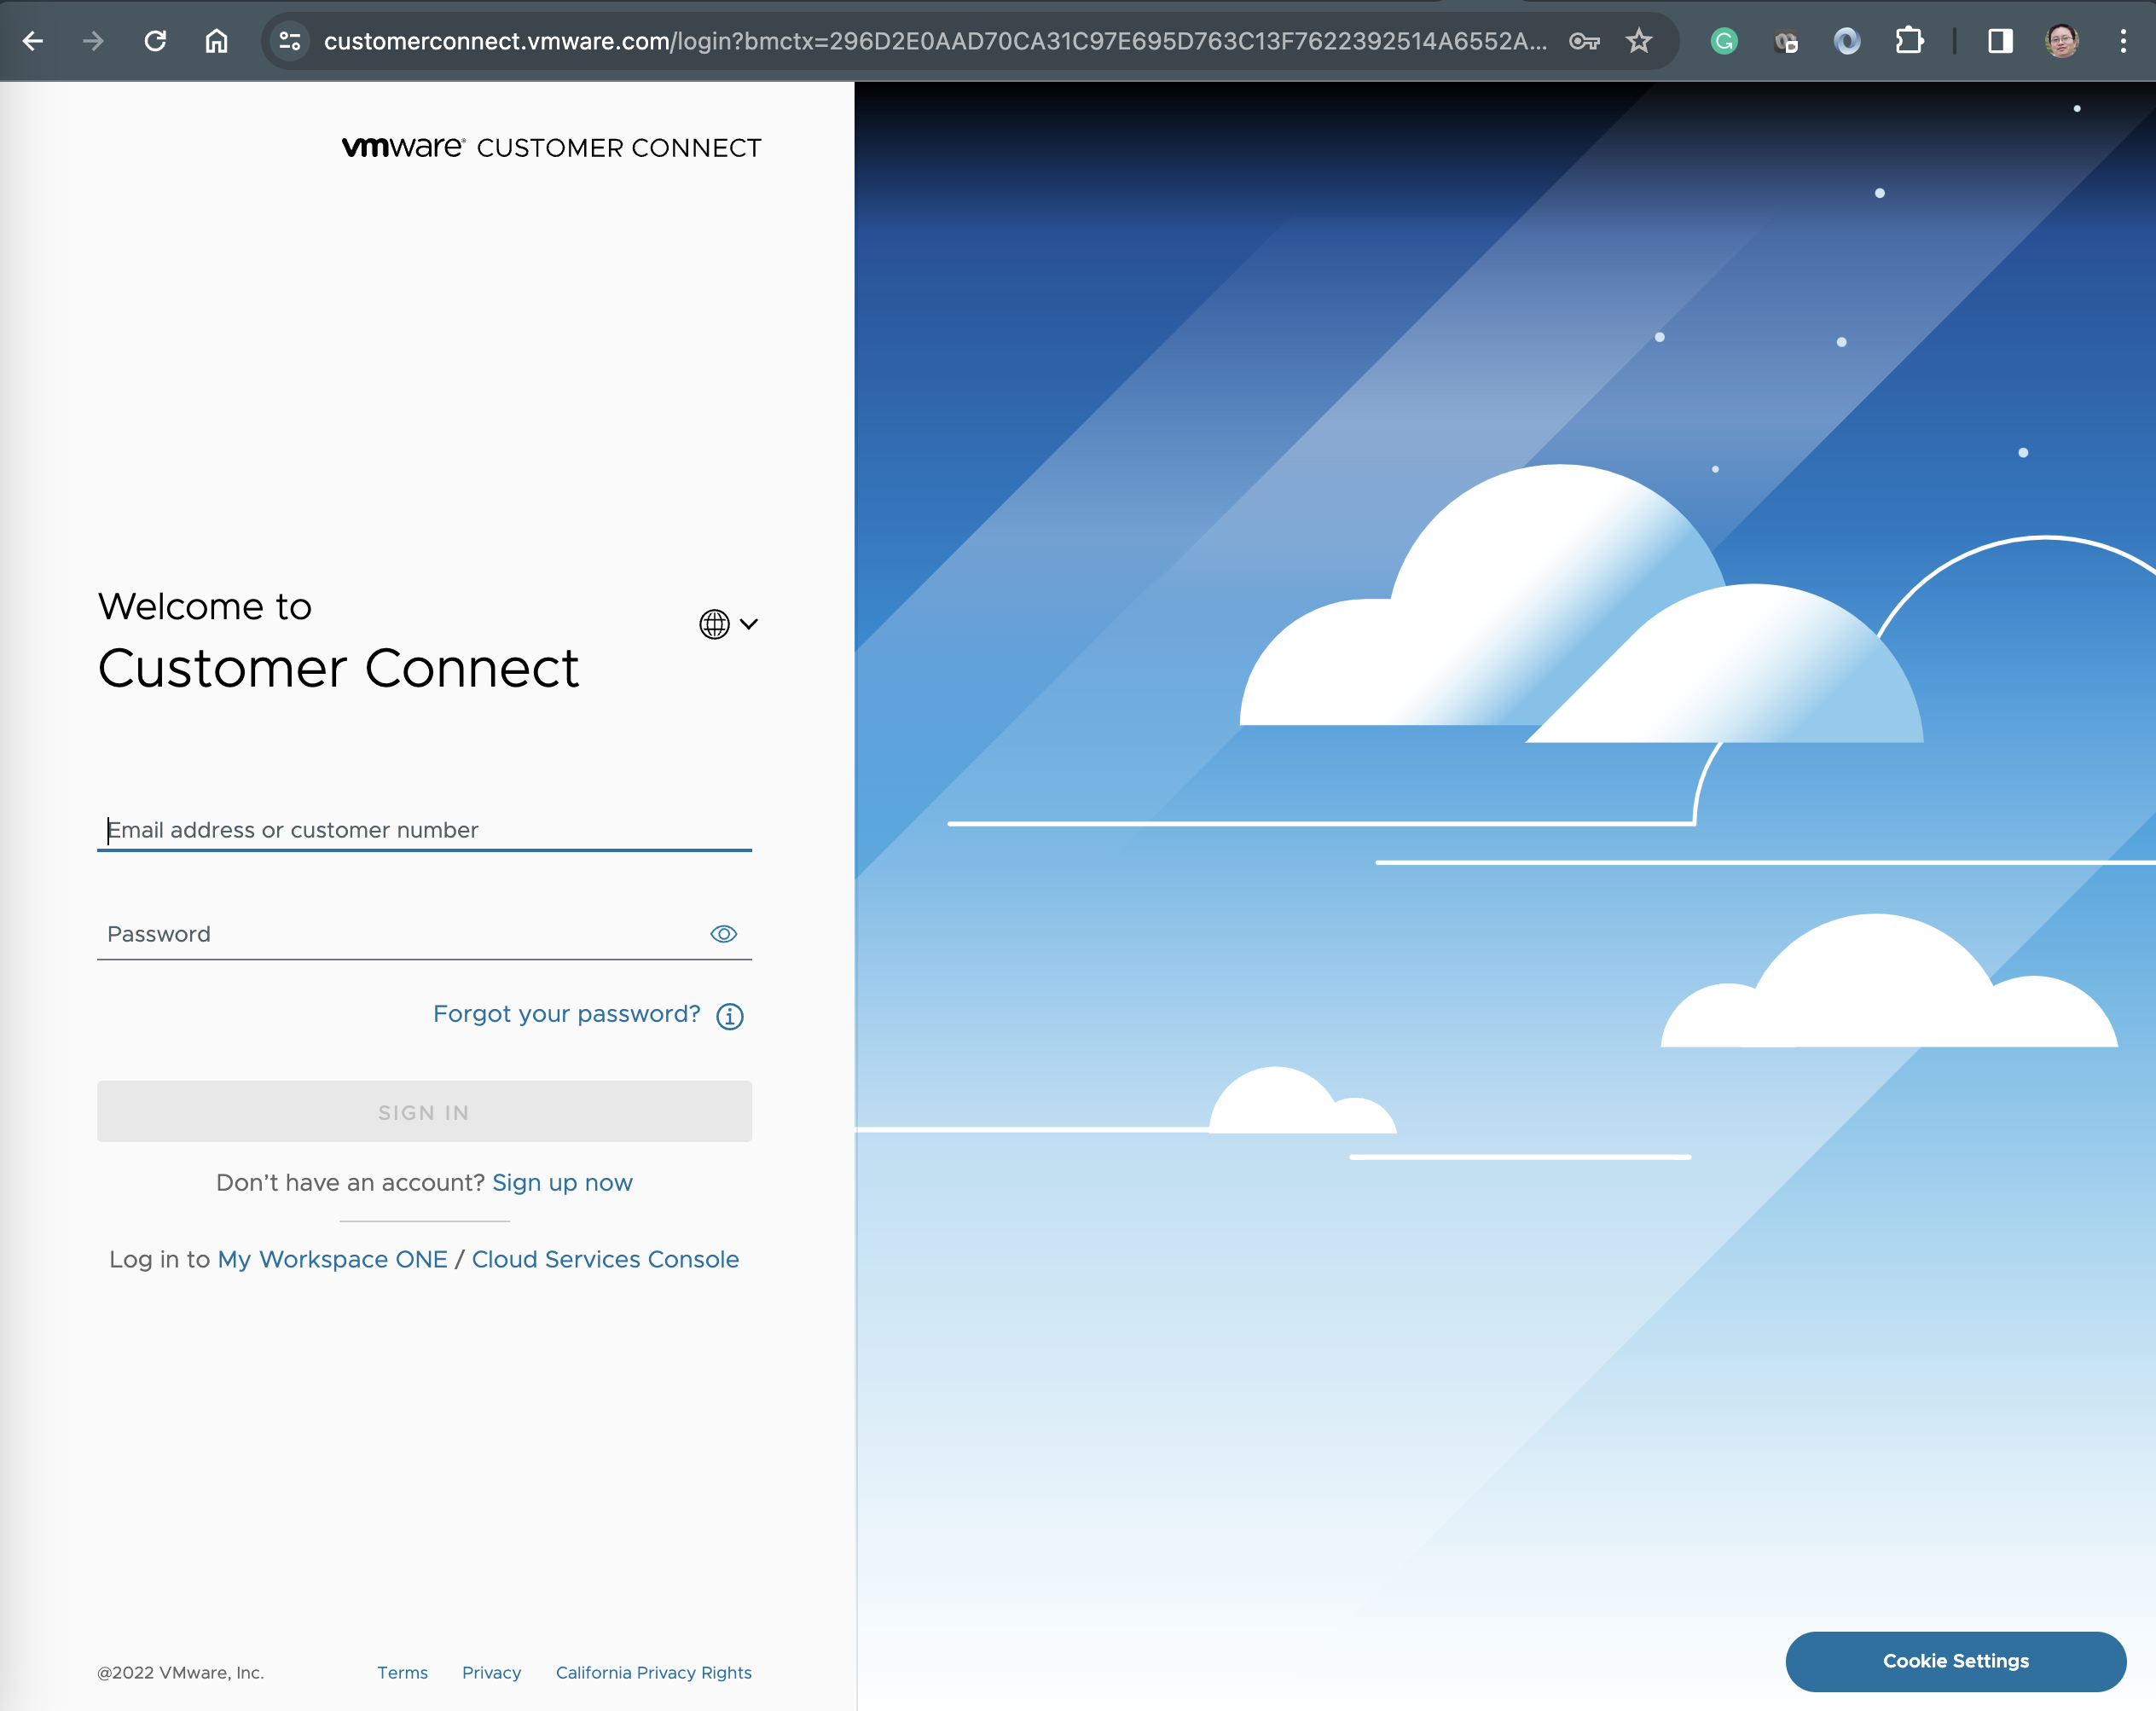 customerconnect.vmware.com/login?bmctx=296D2E0AAD70CA31C97E695D763C13F7622392514A6552A...
vmware® CUSTOMER CONNECT
Welcome to
Customer Connect
Email address or customer number
Password
Forgot your password?
SIGN IN
Don’t have an account? Sign up now
Log in to My Workspace ONE / Cloud Services Console
@2022 VMware, Inc. Terms Privacy California Privacy Rights
Cookie Settings